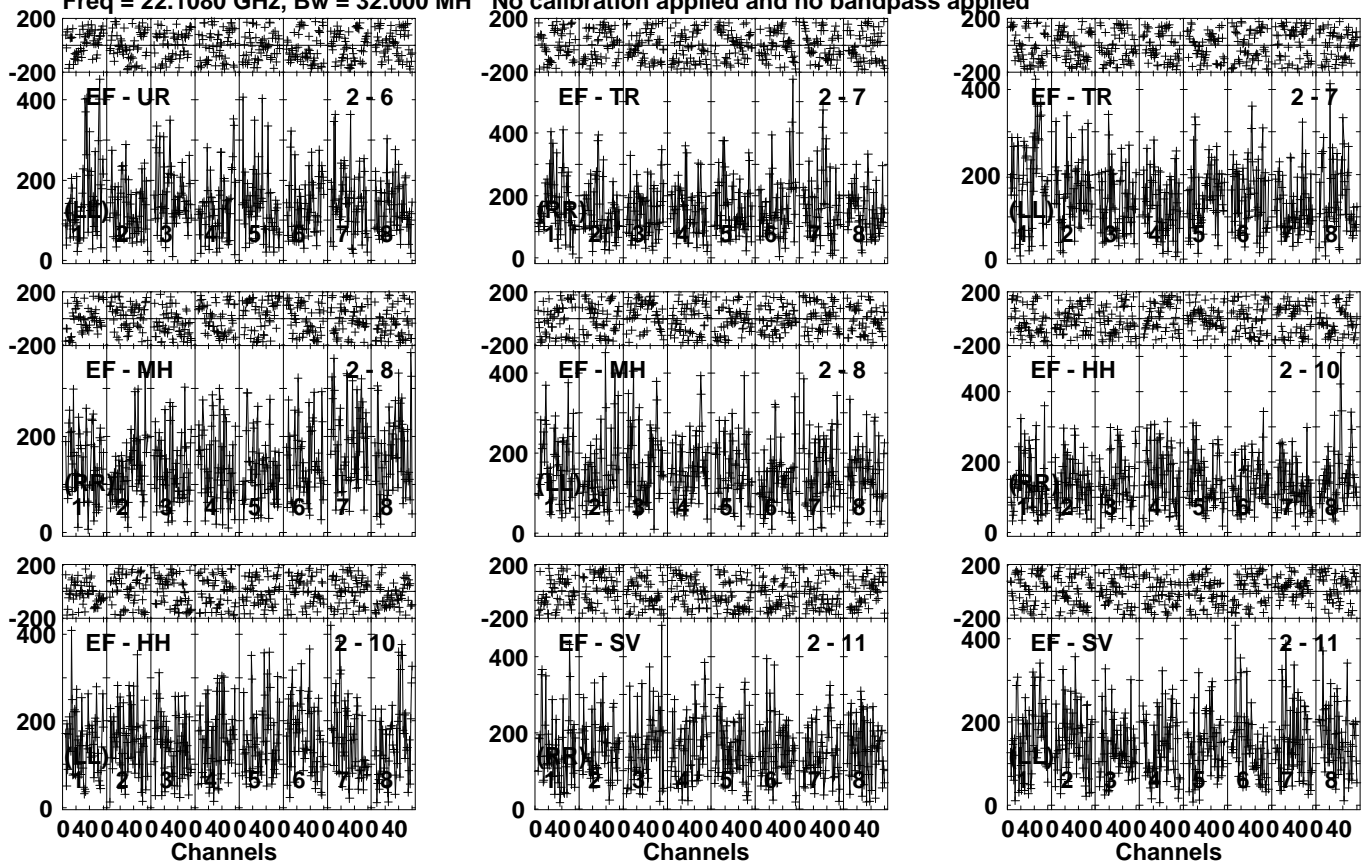 Freq = 22.1080 GHz, Bw = 32.000 MH No calibration applied and no bandpass applied
200
-200
EF - UR 2 - 6
400
200
0
(LL)
1 2 3 4 5 6 7 8
200
-200
EF - TR 2 - 7
400
200
0
(RR)
1 2 3 4 5 6 7 8
200
-200
EF - TR 2 - 7
400
200
0
(LL)
1 2 3 4 5 6 7 8
200
-200
EF - MH 2 - 8
200
0
(RR)
1 2 3 4 5 6 7 8
200
-200
EF - MH 2 - 8
400
200
0
(LL)
1 2 3 4 5 6 7 8
200
-200
EF - HH 2 - 10
400
200
0
(RR)
1 2 3 4 5 6 7 8
200
-200
EF - HH 2 - 10
400
200
0
(LL)
1 2 3 4 5 6 7 8
0 40 0 40 0 40 0 40 0 40 0 40 0 40 0 40
Channels
200
-200
EF - SV 2 - 11
400
200
0
(RR)
1 2 3 4 5 6 7 8
0 40 0 40 0 40 0 40 0 40 0 40 0 40 0 40
Channels
200
-200
EF - SV 2 - 11
400
200
0
(LL)
1 2 3 4 5 6 7 8
0 40 0 40 0 40 0 40 0 40 0 40 0 40 0 40
Channels